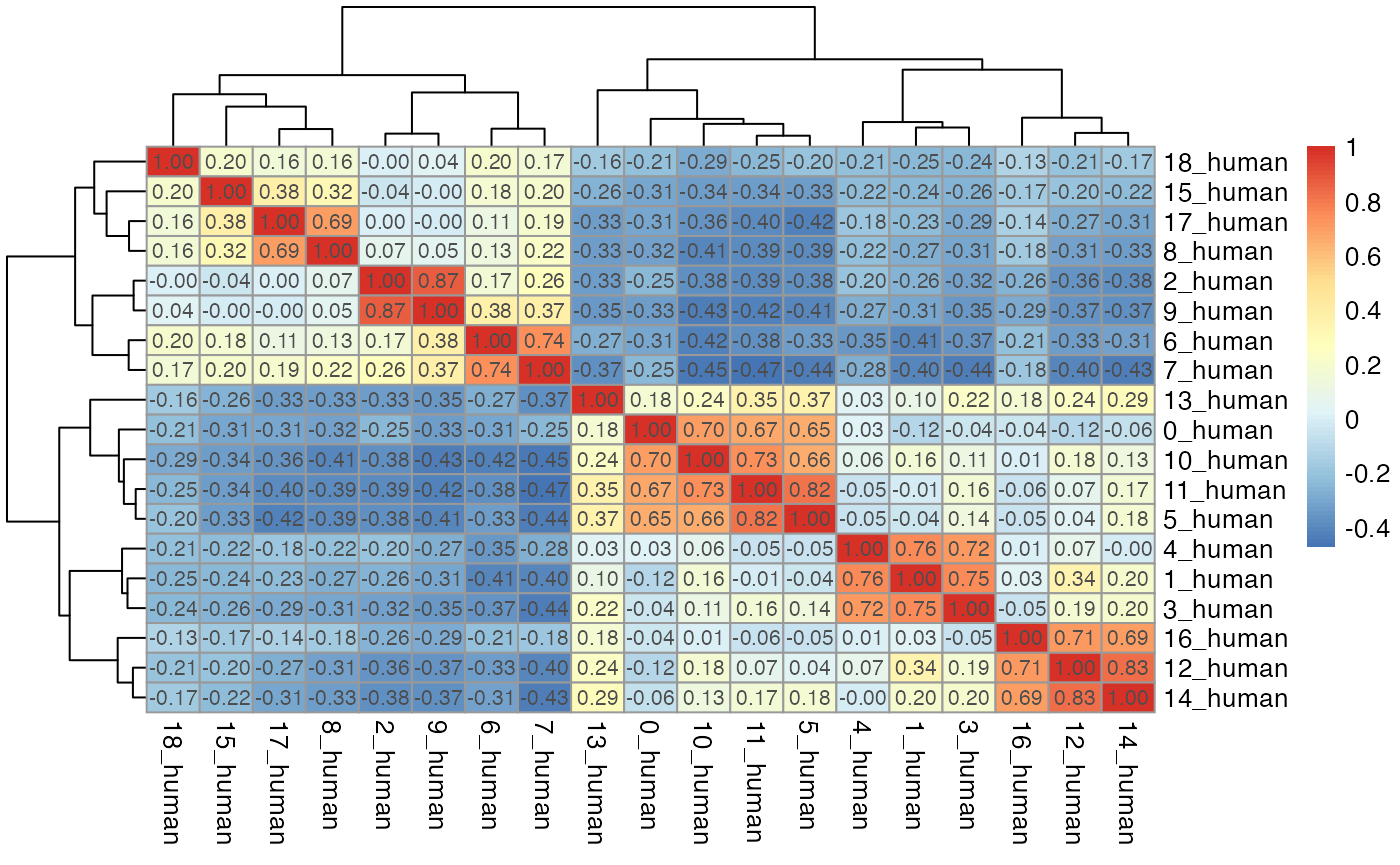 1.00 0.20 0.16 0.16 -0.00 0.04 0.20 0.17 -0.16 -0.21 -0.29 -0.25 -0.20 -0.21 -0.25 -0.24 -0.13 -0.21 -0.17 18_human
0.20 1.00 0.38 0.32 -0.04 -0.00 0.18 0.20 -0.26 -0.31 -0.34 -0.34 -0.33 -0.22 -0.24 -0.26 -0.17 -0.20 -0.22 15_human
0.16 0.38 1.00 0.69 0.00 -0.00 0.11 0.19 -0.33 -0.31 -0.36 -0.40 -0.42 -0.18 -0.23 -0.29 -0.14 -0.27 -0.31 17_human
0.16 0.32 0.69 1.00 0.07 0.05 0.13 0.22 -0.33 -0.32 -0.41 -0.39 -0.39 -0.22 -0.27 -0.31 -0.18 -0.31 -0.33 8_human
-0.00 -0.04 0.00 0.07 1.00 0.87 0.17 0.26 -0.33 -0.25 -0.38 -0.39 -0.38 -0.20 -0.26 -0.32 -0.26 -0.36 -0.38 2_human
0.04 -0.00 -0.00 0.05 0.87 1.00 0.38 0.37 -0.35 -0.33 -0.43 -0.42 -0.41 -0.27 -0.31 -0.35 -0.29 -0.37 -0.37 9_human
0.20 0.18 0.11 0.13 0.17 0.38 1.00 0.74 -0.27 -0.31 -0.42 -0.38 -0.33 -0.35 -0.41 -0.37 -0.21 -0.33 -0.31 6_human
0.17 0.20 0.19 0.22 0.26 0.37 0.74 1.00 -0.37 -0.25 -0.45 -0.47 -0.44 -0.28 -0.40 -0.44 -0.18 -0.40 -0.43 7_human
-0.16 -0.26 -0.33 -0.33 -0.33 -0.35 -0.27 -0.37 1.00 0.18 0.24 0.35 0.37 0.03 0.10 0.22 0.18 0.24 0.29 13_human
-0.21 -0.31 -0.31 -0.32 -0.25 -0.33 -0.31 -0.25 0.18 1.00 0.70 0.67 0.65 0.03 -0.12 -0.04 -0.04 -0.12 -0.06 0_human
-0.29 -0.34 -0.36 -0.41 -0.38 -0.43 -0.42 -0.45 0.24 0.70 1.00 0.73 0.66 0.06 0.16 0.11 0.01 0.18 0.13 10_human
-0.25 -0.34 -0.40 -0.39 -0.39 -0.42 -0.38 -0.47 0.35 0.67 0.73 1.00 0.82 -0.05 -0.01 0.16 -0.06 0.07 0.17 11_human
-0.20 -0.33 -0.42 -0.39 -0.38 -0.41 -0.33 -0.44 0.37 0.65 0.66 0.82 1.00 -0.05 -0.04 0.14 -0.05 0.04 0.18 5_human
-0.21 -0.22 -0.18 -0.22 -0.20 -0.27 -0.35 -0.28 0.03 0.03 0.06 -0.05 -0.05 1.00 0.76 0.72 0.01 0.07 -0.00 4_human
-0.25 -0.24 -0.23 -0.27 -0.26 -0.31 -0.41 -0.40 0.10 -0.12 0.16 -0.01 -0.04 0.76 1.00 0.75 0.03 0.34 0.20 1_human
-0.24 -0.26 -0.29 -0.31 -0.32 -0.35 -0.37 -0.44 0.22 -0.04 0.11 0.16 0.14 0.72 0.75 1.00 -0.05 0.19 0.20 3_human
-0.13 -0.17 -0.14 -0.18 -0.26 -0.29 -0.21 -0.18 0.18 -0.04 0.01 -0.06 -0.05 0.01 0.03 -0.05 1.00 0.71 0.69 16_human
-0.21 -0.20 -0.27 -0.31 -0.36 -0.37 -0.33 -0.40 0.24 -0.12 0.18 0.07 0.04 0.07 0.34 0.19 0.71 1.00 0.83 12_human
-0.17 -0.22 -0.31 -0.33 -0.38 -0.37 -0.31 -0.43 0.29 -0.06 0.13 0.17 0.18 -0.00 0.20 0.20 0.69 0.83 1.00 14_human
18_human 15_human 17_human 8_human 2_human 9_human 6_human 7_human 13_human 0_human 10_human 11_human 5_human 4_human 1_human 3_human 16_human 12_human 14_human
1
0.8
0.6
0.4
0.2
0
-0.2
-0.4